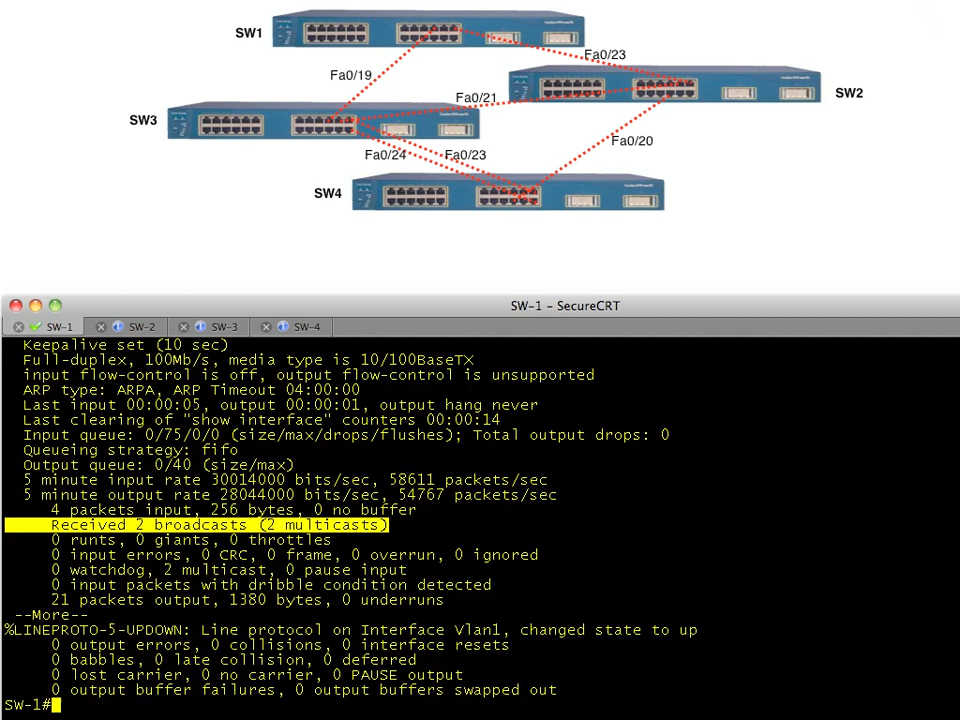 SW1
Fa0/23
Fa0/19
SW2
Fa0/21
SW3
Fa0/20
Fa0/24
Fa0/23
SW4
SW-1 – SecureCRT
SW-1
SW-2
SW-3
SW-4
Keepalive set (10 sec)
Full-duplex, 100Mb/s, media type is 10/100BaseTX
input flow-control is off, output flow-control is unsupported
ARP type: ARPA, ARP Timeout 04:00:00
Last input 00:00:05, output 00:00:01, output hang never
Last clearing of "show interface" counters 00:00:14
Input queue: 0/75/0/0 (size/max/drops/flushes); Total output drops: 0
Queueing strategy: fifo
Output queue: 0/40 (size/max)
5 minute input rate 30014000 bits/sec, 58611 packets/sec
5 minute output rate 28044000 bits/sec, 54767 packets/sec
4 packets input, 256 bytes, 0 no buffer
Received 2 broadcasts (2 multicasts)
0 runts, 0 giants, 0 throttles
0 input errors, 0 CRC, 0 frame, 0 overrun, 0 ignored
0 watchdog, 2 multicast, 0 pause input
0 input packets with dribble condition detected
21 packets output, 1380 bytes, 0 underruns
--More--
%LINEPROTO-5-UPDOWN: Line protocol on Interface Vlan1, changed state to up
0 output errors, 0 collisions, 0 interface resets
0 babbles, 0 late collision, 0 deferred
0 lost carrier, 0 no carrier, 0 PAUSE output
0 output buffer failures, 0 output buffers swapped out
SW-1#